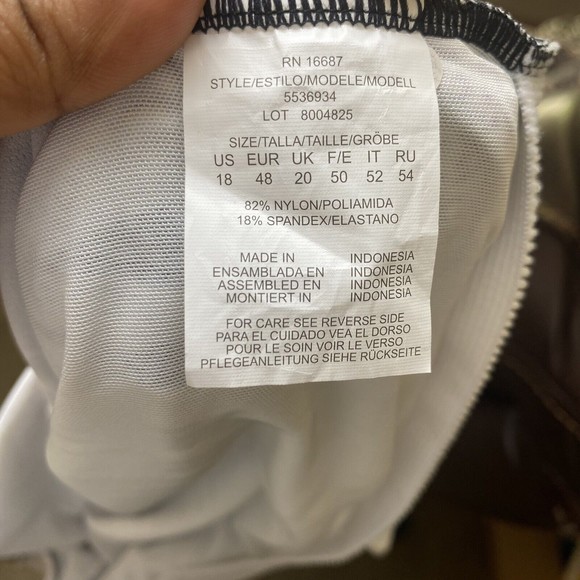 RN 16687
STYLE/ESTILO/MODELE/MODELL
5536934
LOT 8004825
SIZE/TALLA/TAILLE/GRÖBE
US EUR UK F/E IT RU
18 48 20 50 52 54
82% NYLON/POLIAMIDA
18% SPANDEX/ELASTANO
MADE IN INDONESIA
ENSAMBLADA EN INDONESIA
ASSEMBLED EN INDONESIA
MONTIERT IN INDONESIA
FOR CARE SEE REVERSE SIDE
PARA EL CUIDADO VEA EL DORSO
POUR LE SOIN VOIR LE VERSO
PFLEGEANLEITUNG SIEHE RÜCKSEITE